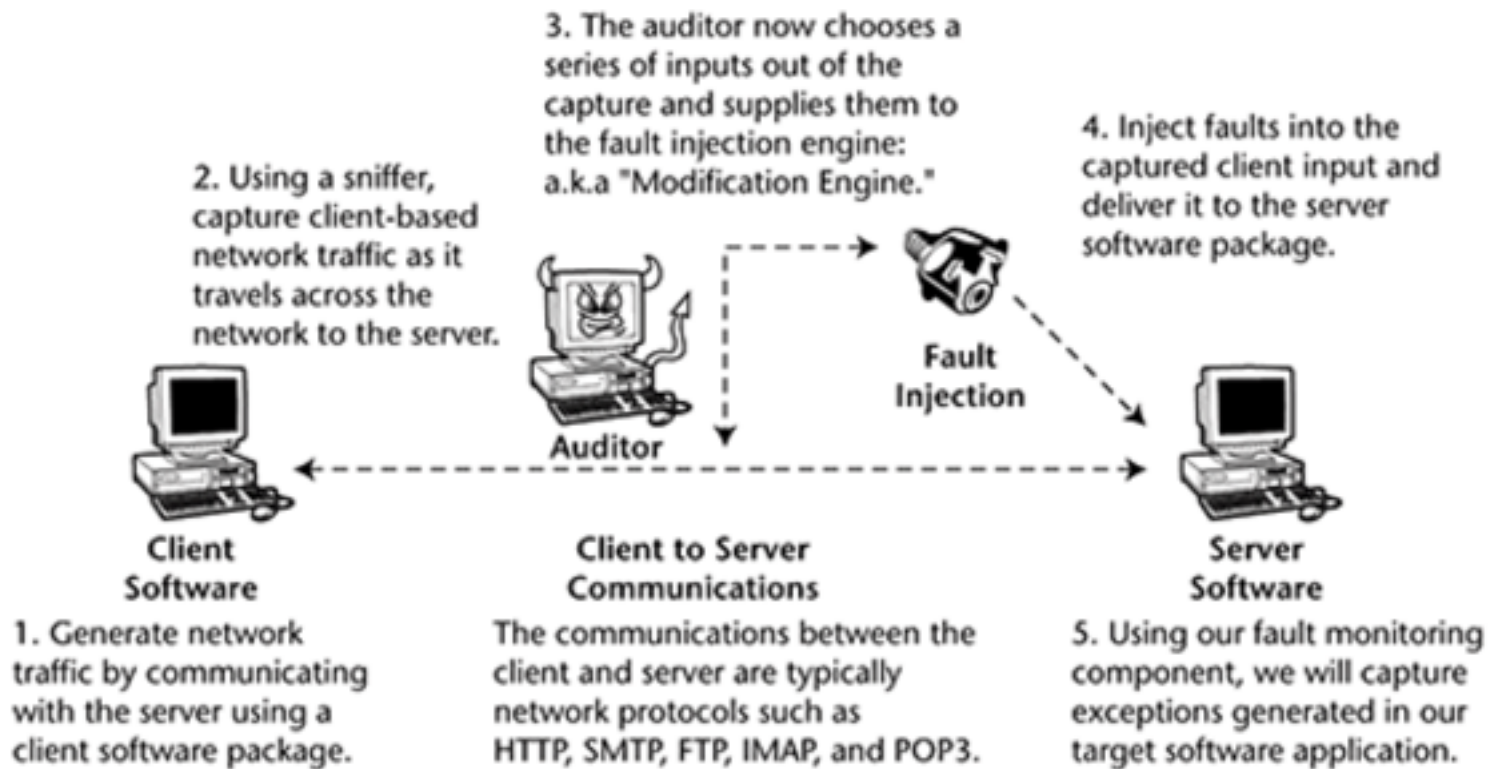 3. The auditor now chooses a
series of inputs out of the
capture and supplies them to
the fault injection engine:
a.k.a "Modification Engine."
4. Inject faults into the
captured client input and
deliver it to the server
software package.
2. Using a sniffer,
capture client-based
network traffic as it
travels across the
network to the server.
Fault
Injection
Auditor
Client
Software
Client to Server
Communications
Server
Software
1. Generate network
traffic by communicating
with the server using a
client software package.
The communications between the
client and server are typically
network protocols such as
HTTP, SMTP, FTP, IMAP, and POP3.
5. Using our fault monitoring
component, we will capture
exceptions generated in our
target software application.